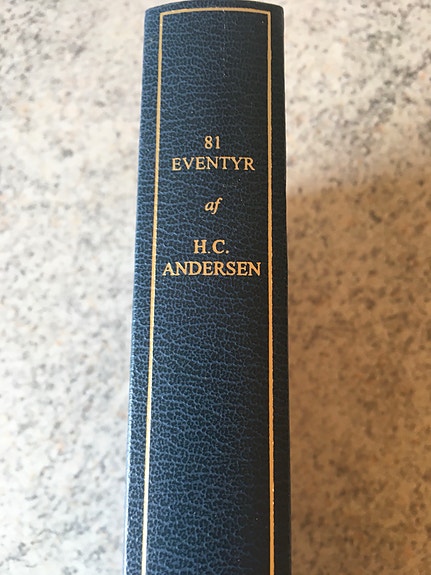 81
EVENTYR
af
H.C.
ANDERSEN